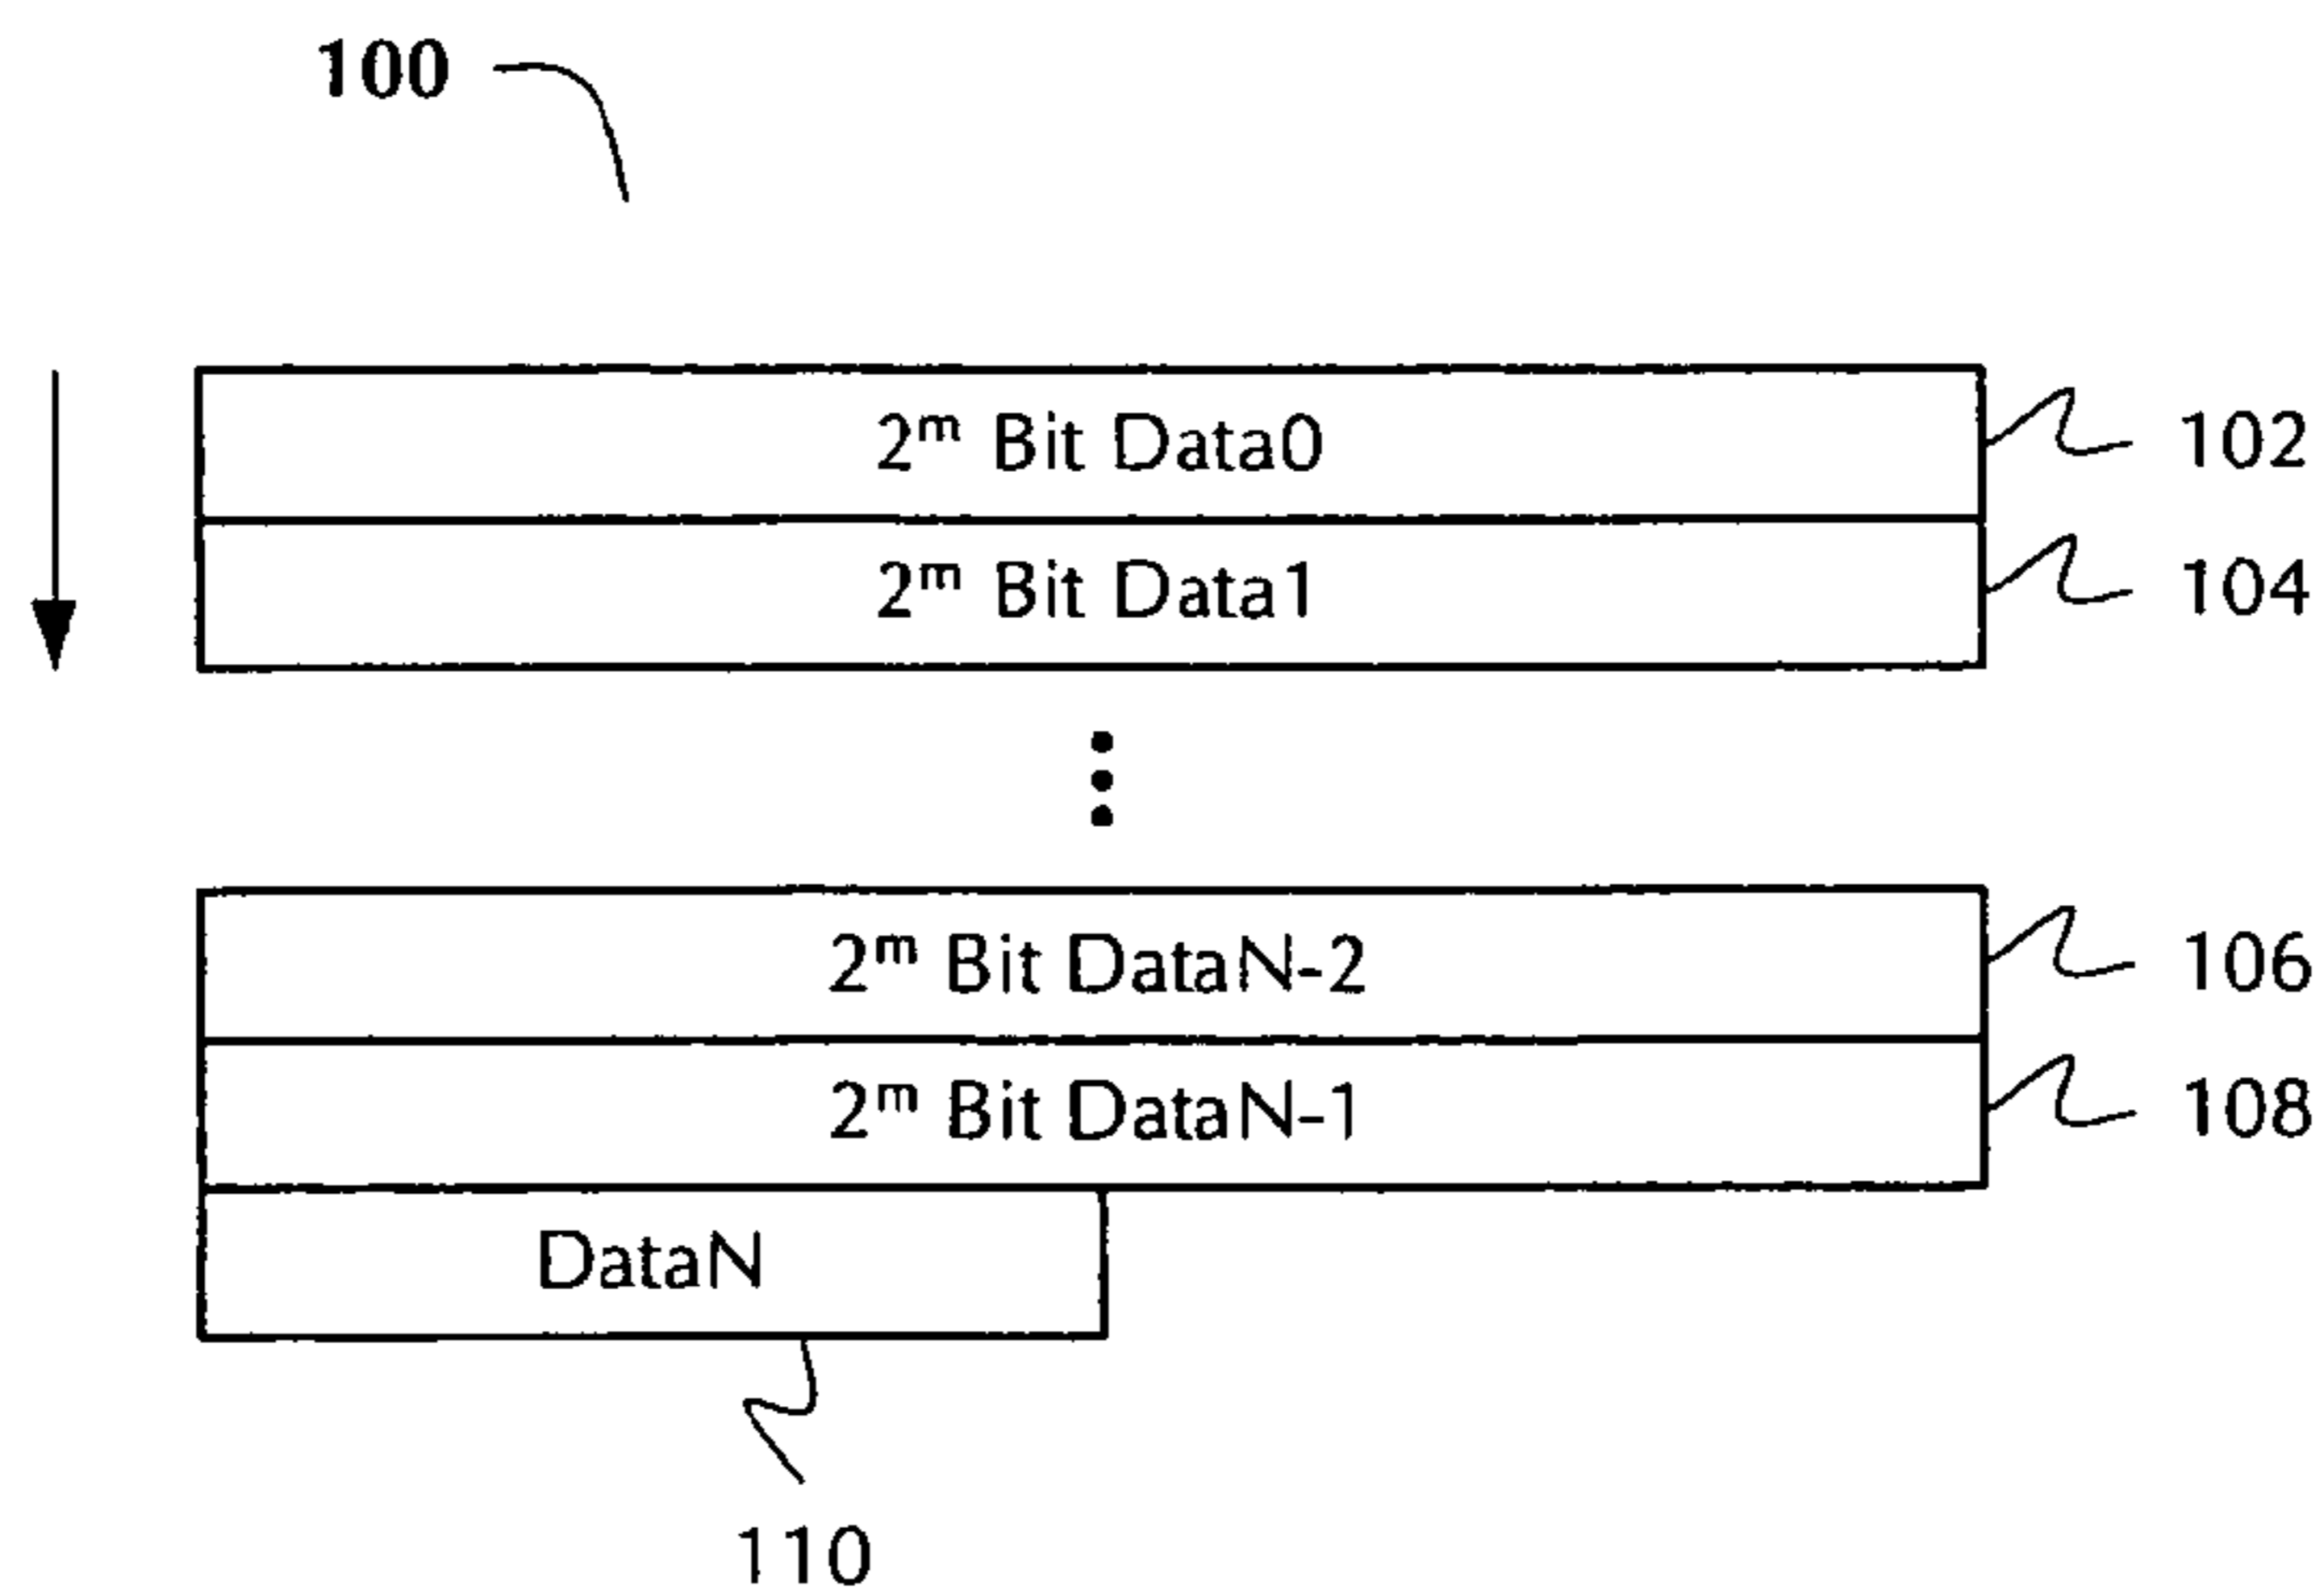 100
2ᵐ Bit Data0 102
2ᵐ Bit Data1 104
2ᵐ Bit DataN-2 106
2ᵐ Bit DataN-1 108
DataN
110